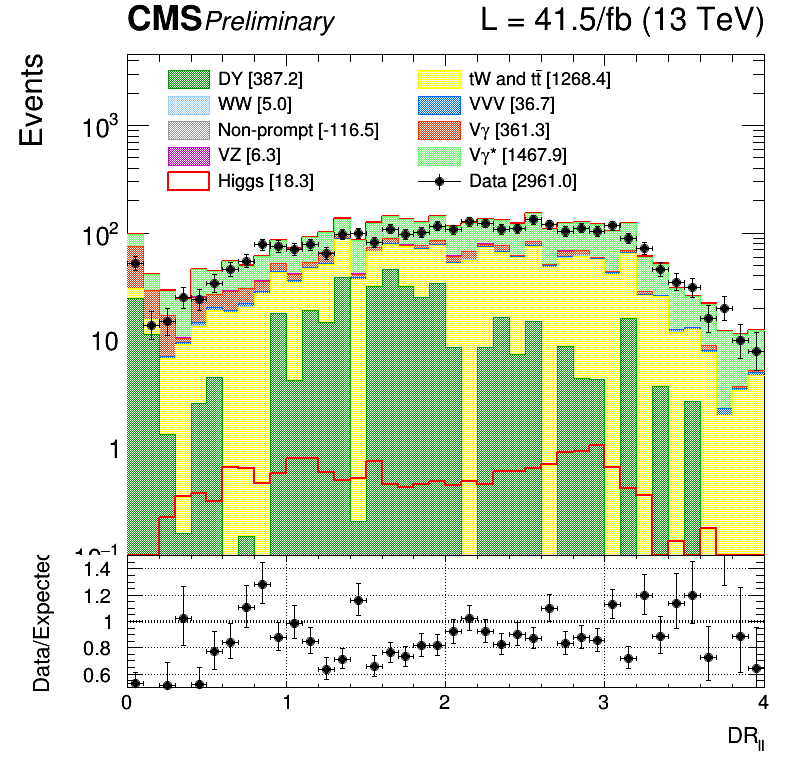 CMS Preliminary L = 41.5/fb (13 TeV)
Events
DY [387.2] tW and tt̄ [1268.4]
WW [5.0] VVV [36.7]
Non-prompt [-116.5] Vγ [361.3]
VZ [6.3] Vγ* [1467.9]
Higgs [18.3] Data [2961.0]
10³
10²
10
1
10⁻¹
Data/Expected
1.4
1.2
1
0.8
0.6
0 1 2 3 4
DR_ll